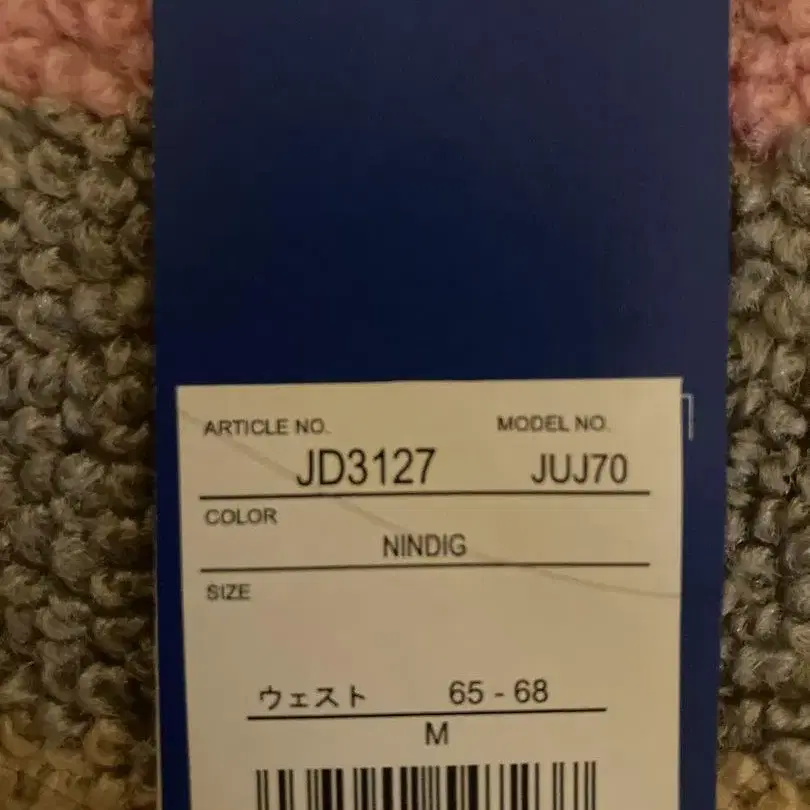 ARTICLE NO. MODEL NO.
JD3127 JUJ70
COLOR
NINDIG
SIZE
ウェスト 65 - 68
M